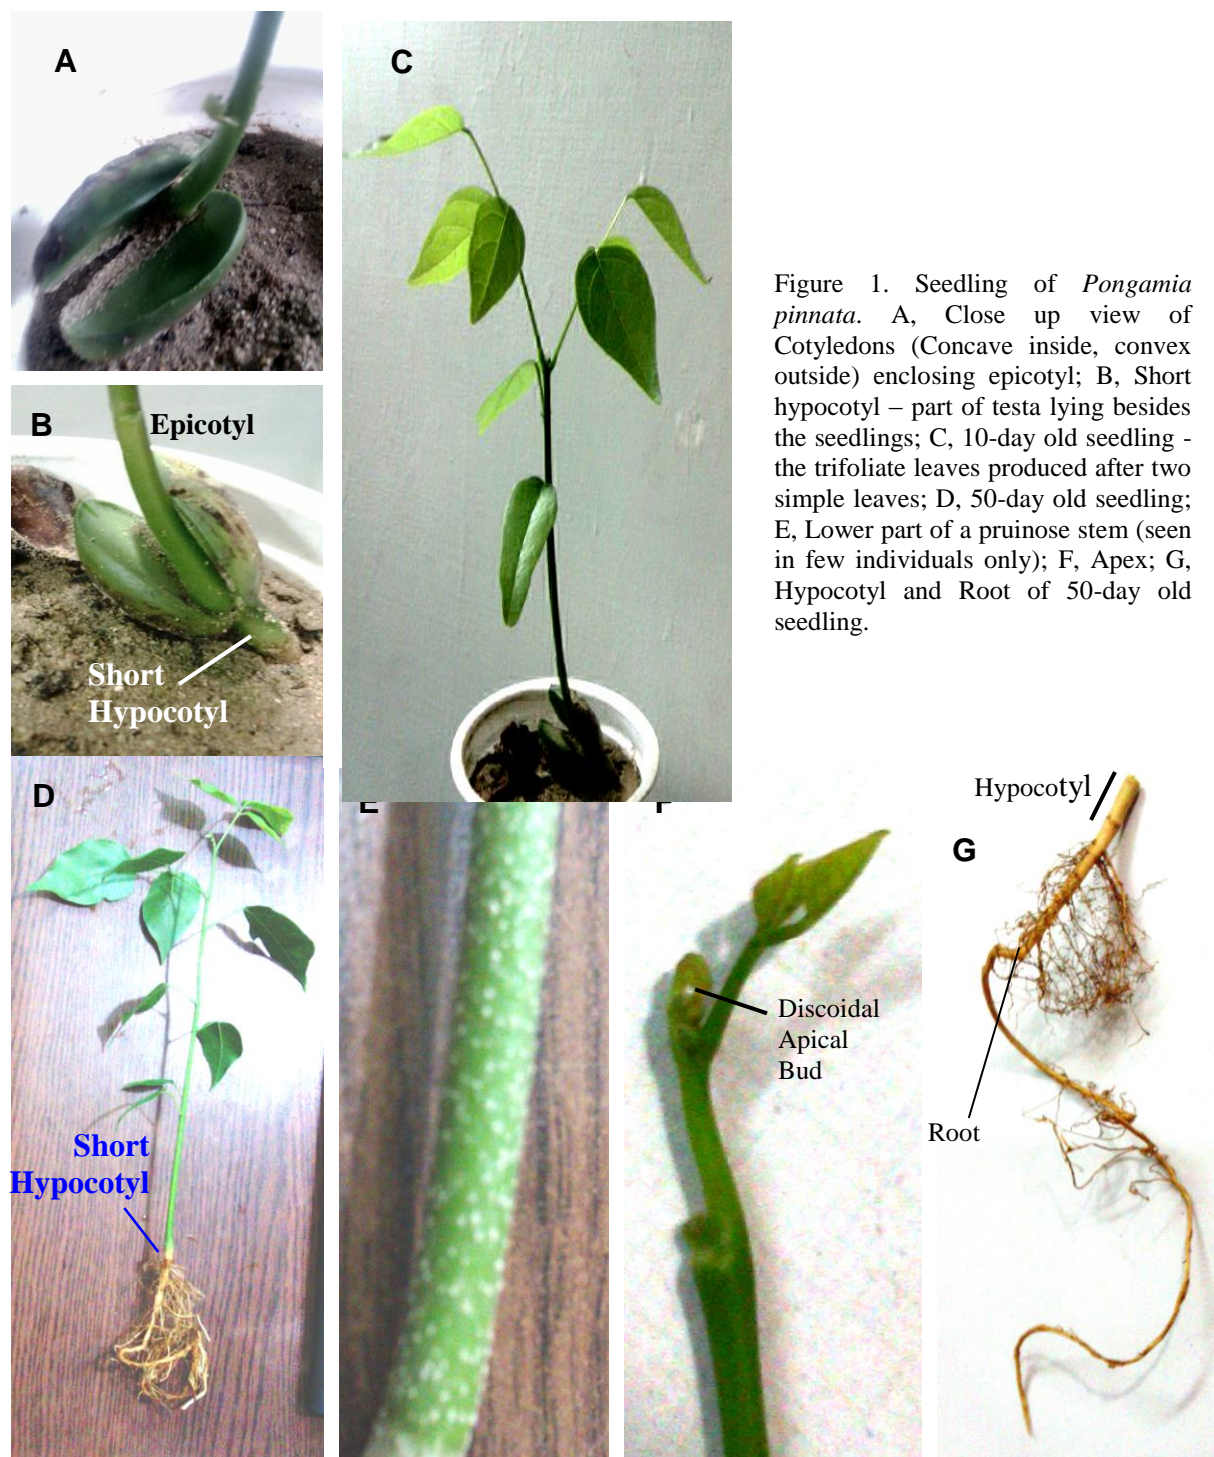 A
C
B
Epicotyl
Short
Hypocotyl
Figure 1. Seedling of Pongamia
pinnata. A, Close up view of
Cotyledons (Concave inside, convex
outside) enclosing epicotyl; B, Short
hypocotyl – part of testa lying besides
the seedlings; C, 10-day old seedling -
the trifoliate leaves produced after two
simple leaves; D, 50-day old seedling;
E, Lower part of a pruinose stem (seen
in few individuals only); F, Apex; G,
Hypocotyl and Root of 50-day old
seedling.
D
Short
Hypocotyl
E
F
Discoidal
Apical
Bud
Hypocotyl
G
Root